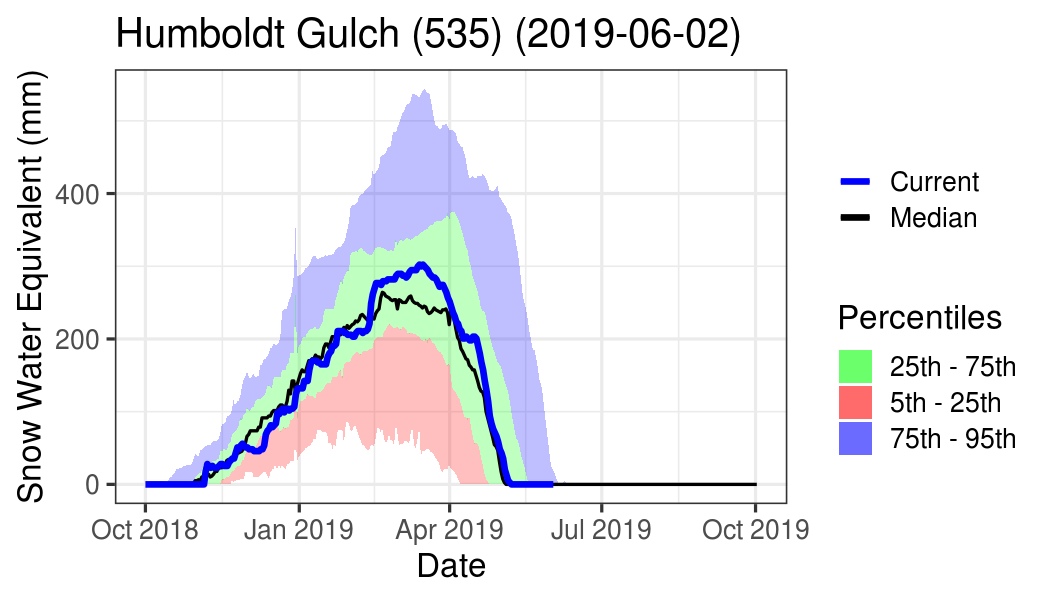 Humboldt Gulch (535) (2019-06-02)
Snow Water Equivalent (mm)
400
200
0
Oct 2018
Jan 2019
Apr 2019
Jul 2019
Oct 2019
Date
Current
Median
Percentiles
25th - 75th
5th - 25th
75th - 95th